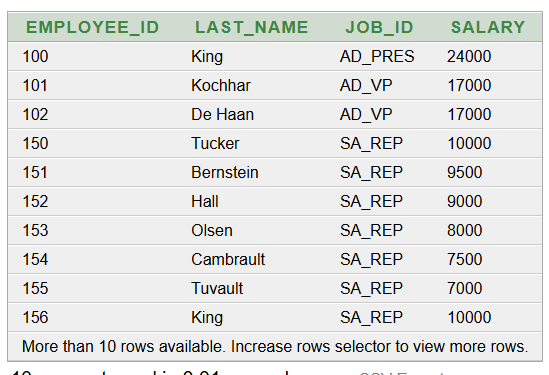 EMPLOYEE_ID LAST_NAME JOB_ID SALARY
100 King AD_PRES 24000
101 Kochhar AD_VP 17000
102 De Haan AD_VP 17000
150 Tucker SA_REP 10000
151 Bernstein SA_REP 9500
152 Hall SA_REP 9000
153 Olsen SA_REP 8000
154 Cambrault SA_REP 7500
155 Tuvault SA_REP 7000
156 King SA_REP 10000
More than 10 rows available. Increase rows selector to view more rows.